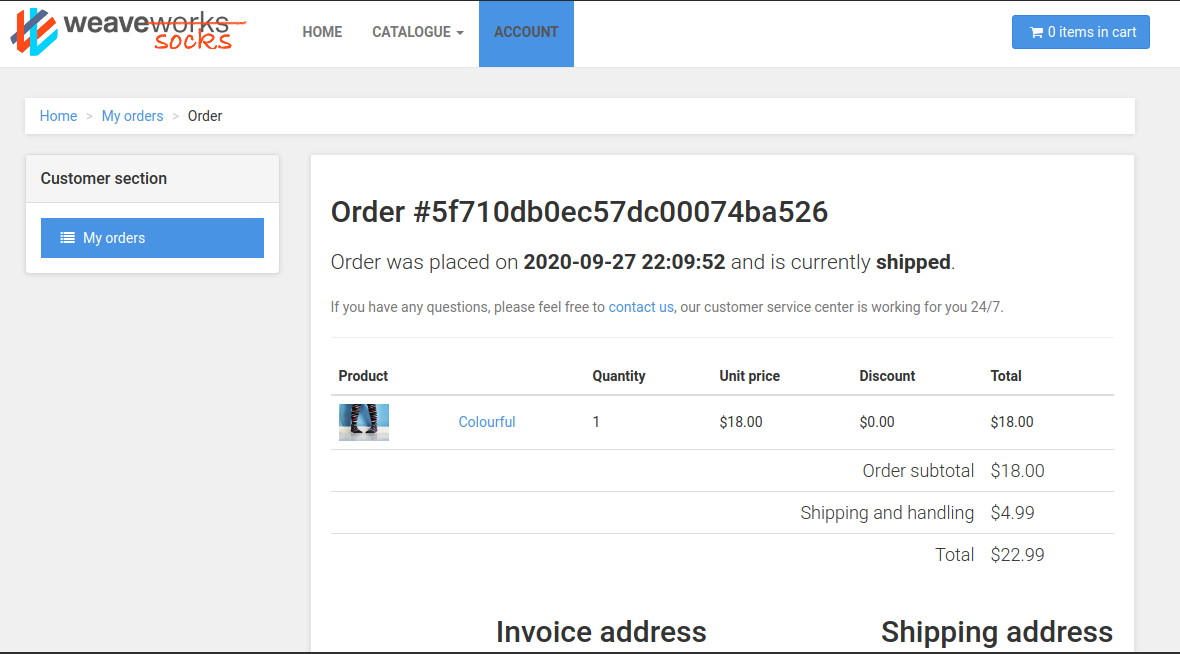 weaveworks
socks
HOME
CATALOGUE
ACCOUNT
0 items in cart
Home > My orders > Order
Customer section
My orders
Order #5f710db0ec57dc00074ba526
Order was placed on 2020-09-27 22:09:52 and is currently shipped.
If you have any questions, please feel free to contact us, our customer service center is working for you 24/7.
Product Quantity Unit price Discount Total
Colourful 1 $18.00 $0.00 $18.00
Order subtotal $18.00
Shipping and handling $4.99
Total $22.99
Invoice address Shipping address